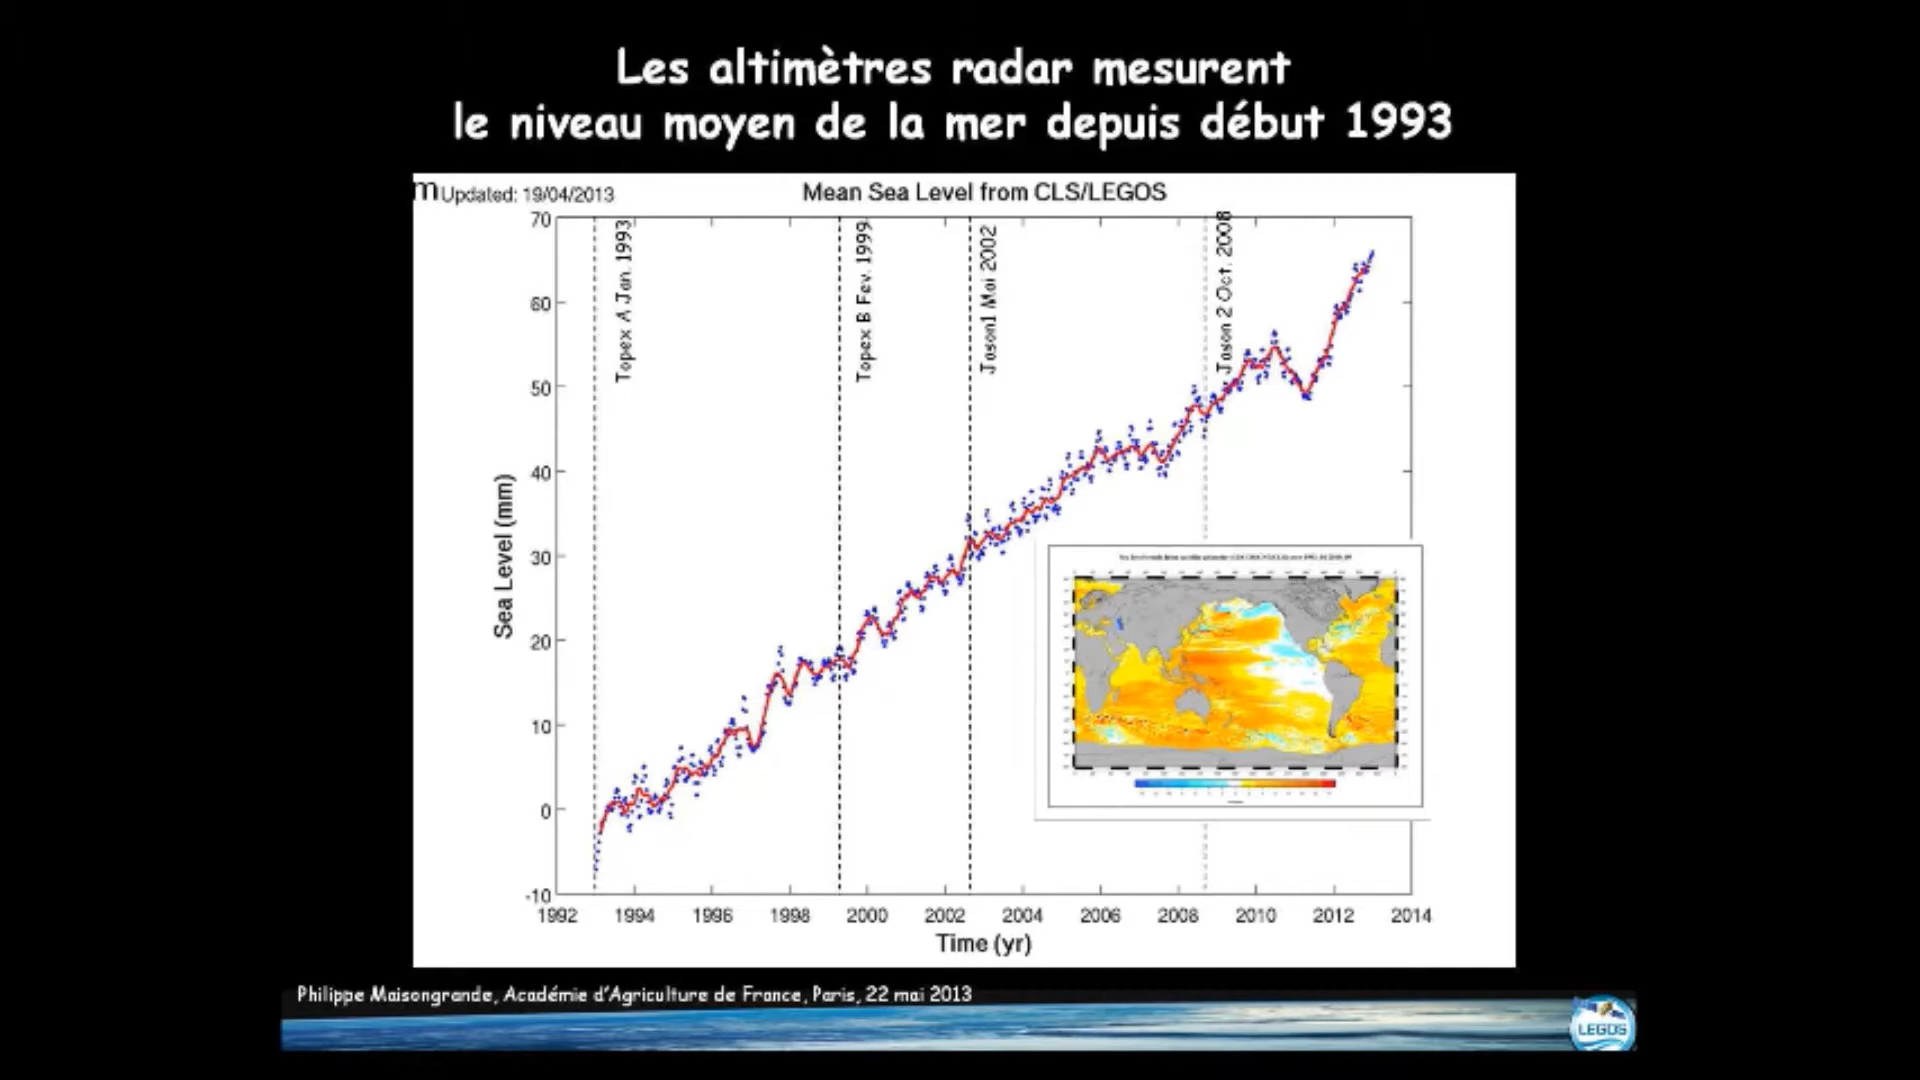 Les altimètres radar mesurent
le niveau moyen de la mer depuis début 1993
m Updated: 19/04/2013
Mean Sea Level from CLS/LEGOS
Topex A Jan. 1993
Topex B Fev. 1999
Jason1 Mai 2002
Jason 2 Oct. 2008
Sea Level (mm)
70
60
50
40
30
20
10
0
-10
1992 1994 1996 1998 2000 2002 2004 2006 2008 2010 2012 2014
Time (yr)
Philippe Maisongrande, Académie d'Agriculture de France, Paris, 22 mai 2013
LEGOS